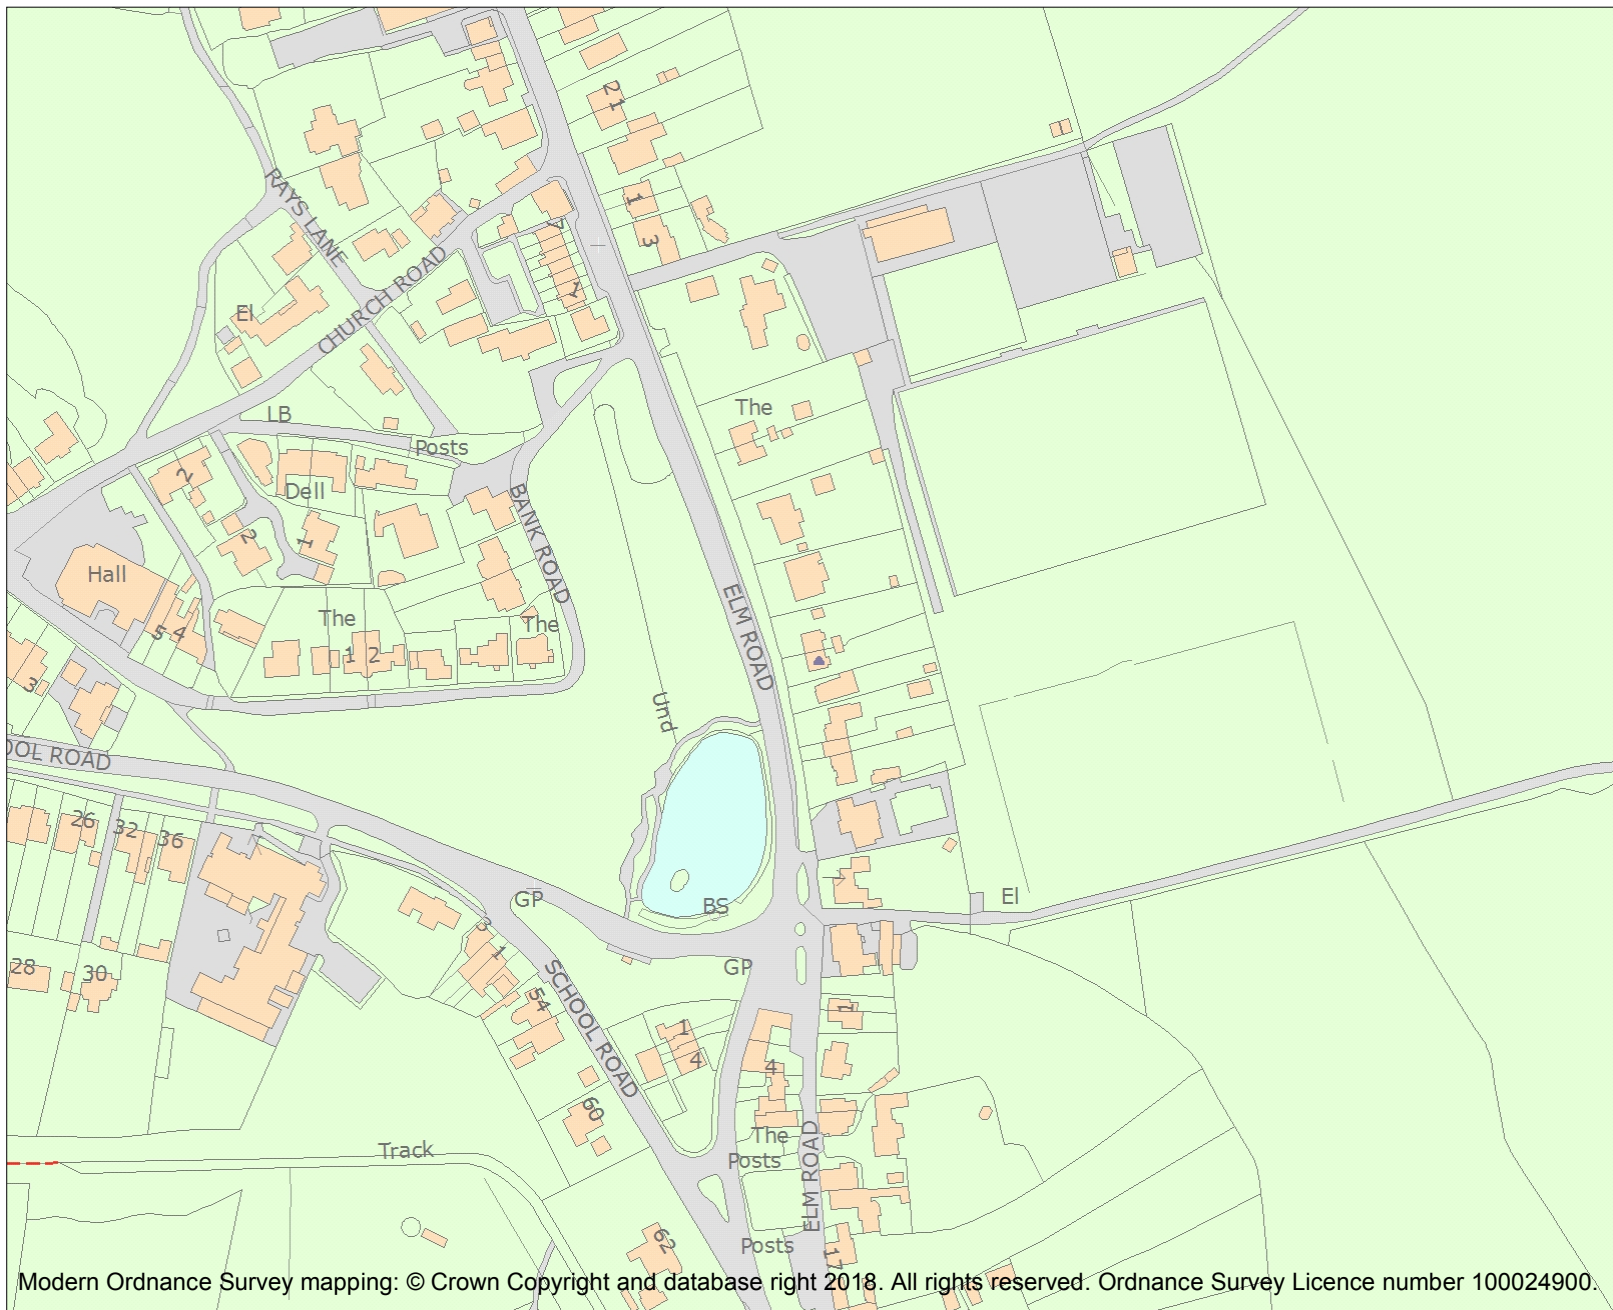 21
RAYS LANE
1
7
3
CHURCH ROAD
El
1
The
LB
Posts
2
Dell
BANK ROAD
2
1
Hall
ELM ROAD
The
The
5 4
1 2
3
Und
OOL ROAD
26
32
36
1
El
GP
BS
3
1
28
30
GP
SCHOOL ROAD
54
1
4
4
60
The
Track
Posts
ELM ROAD
62
Posts
Modern Ordnance Survey mapping: © Crown Copyright and database right 2018. All rights reserved. Ordnance Survey Licence number 100024900.